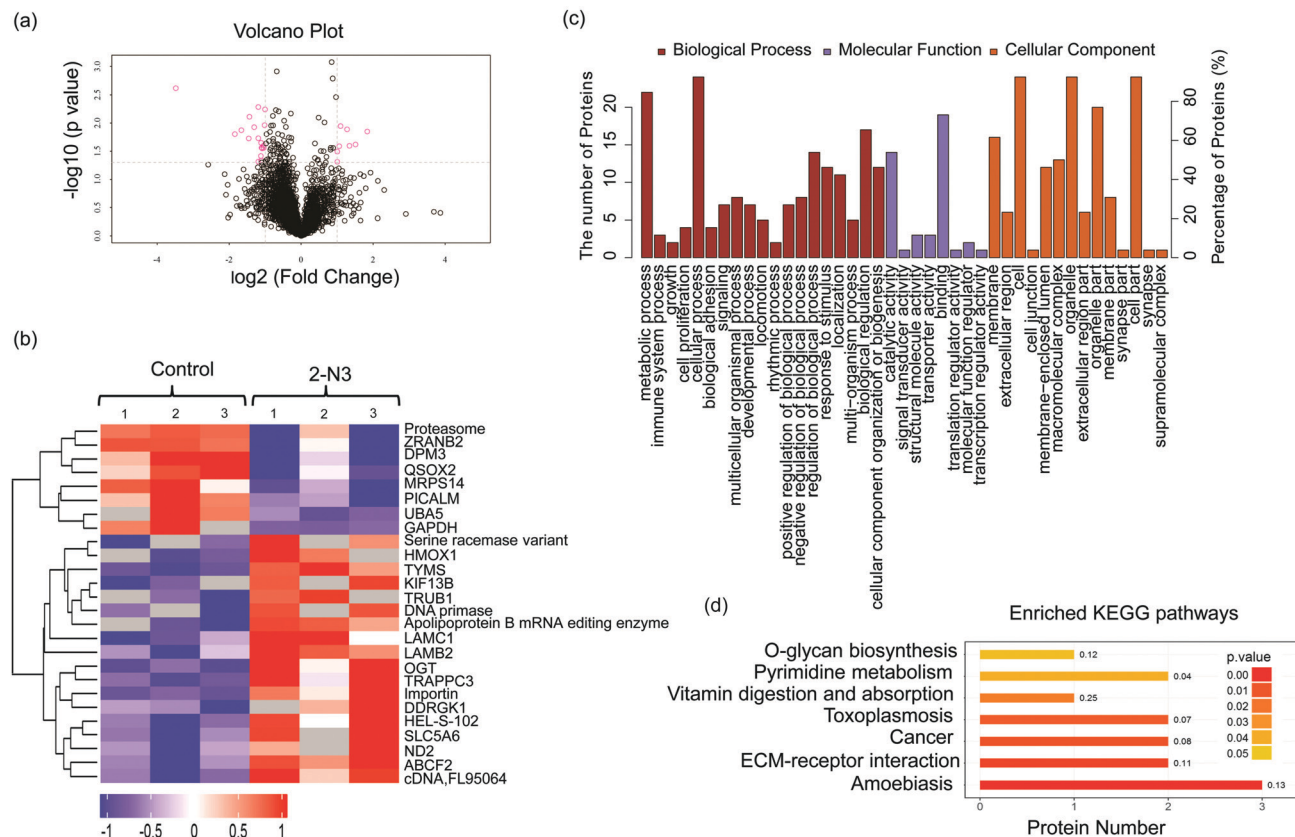 (a)
Volcano Plot
3.0
2.5
2.0
1.5
1.0
0.5
0.0
-log10 (p value)
-4
-2
0
2
4
log2 (Fold Change)
(b)
Control
2-N3
1
2
3
1
2
3
Proteasome
ZRANB2
DPM3
QSOX2
MRPS14
PICALM
UBA5
GAPDH
Serine racemase variant
HMOX1
TYMS
KIF13B
TRUB1
DNA primase
Apolipoprotein B mRNA editing enzyme
LAMC1
LAMB2
OGT
TRAPPC3
Importin
DDRGK1
HEL-S-102
SLC5A6
ND2
ABCF2
cDNA,FL95064
-1
-0.5
0
0.5
1
(c)
Biological Process
Molecular Function
Cellular Component
The number of Proteins
0
5
10
15
20
Percentage of Proteins (%)
0
20
40
60
80
metabolic process
immune system process
growth
cell proliferation
cellular process
biological adhesion
signaling
multicellular organismal process
developmental process
locomotion
rhythmic process
positive regulation of biological process
negative regulation of biological process
regulation of biological process
response to stimulus
localization
multi-organism process
biological regulation
cellular component organization or biogenesis
catalytic activity
signal transducer activity
structural molecule activity
transporter activity
binding
translation regulator activity
molecular function regulator
transcription regulator activity
membrane
extracellular region
cell
cell junction
membrane-enclosed lumen
macromolecular complex
organelle
extracellular region part
organelle part
membrane part
synapse part
cell part
synapse
supramolecular complex
(d)
Enriched KEGG pathways
O-glycan biosynthesis
0.12
Pyrimidine metabolism
0.04
Vitamin digestion and absorption
0.25
Toxoplasmosis
0.07
Cancer
0.08
ECM-receptor interaction
0.11
Amoebiasis
0.13
p.value
0.00
0.01
0.02
0.03
0.04
0.05
0
1
2
3
Protein Number